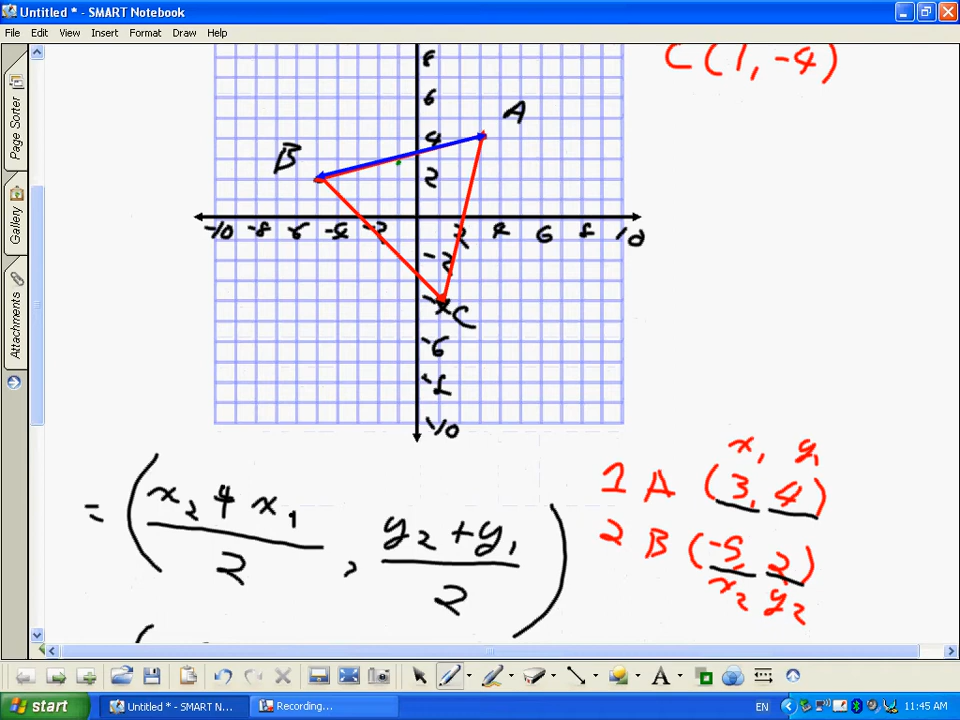 Untitled * - SMART Notebook
File Edit View Insert Format Draw Help
Page Sorter
Gallery
Attachments
C (1, -4)
8
6
A
4
B
2
-10 -8 -6 -4 -2 2 4 6 8 10
-2
-4 C
-6
-8
-10
x₁ y₁
1 A (3, 4)
2 B (-5, 2)
x₂ y₂
= (x₂ + x₁ / 2 , y₂ + y₁ / 2)
start
Untitled * - SMART N...
Recording...
EN
11:45 AM